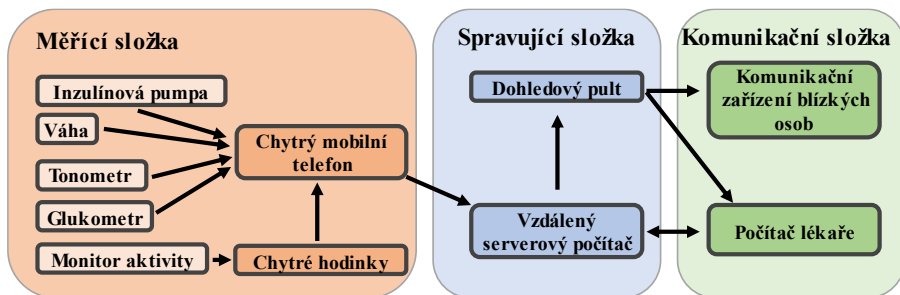 Měřící složka
Inzulínová pumpa
Váha
Tonometr
Glukometr
Monitor aktivity
Chytrý mobilní
telefon
Chytré hodinky
Spravující složka
Dohledový pult
Vzdálený
serverový počítač
Komunikační složka
Komunikační
zařízení blízkých
osob
Počítač lékaře